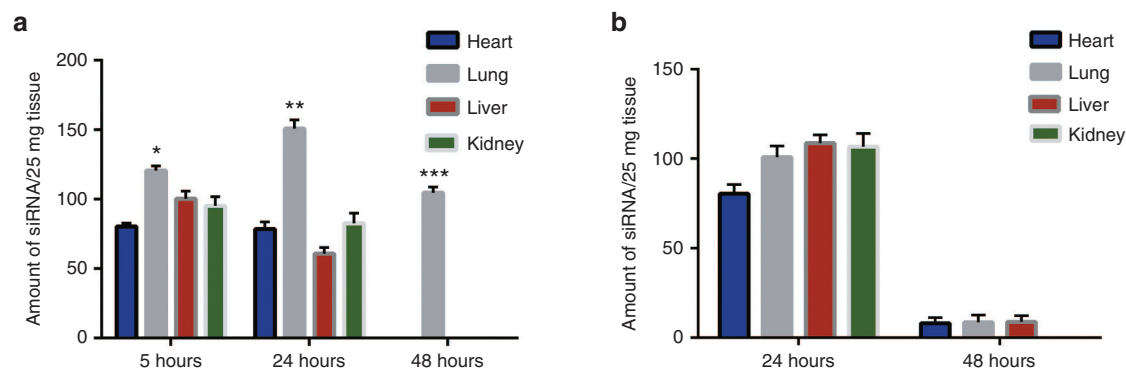 a
Amount of siRNA/25 mg tissue
200
150
100
50
0
*
**
***
5 hours
24 hours
48 hours
Heart
Lung
Liver
Kidney
b
Amount of siRNA/25 mg tissue
150
100
50
0
24 hours
48 hours
Heart
Lung
Liver
Kidney